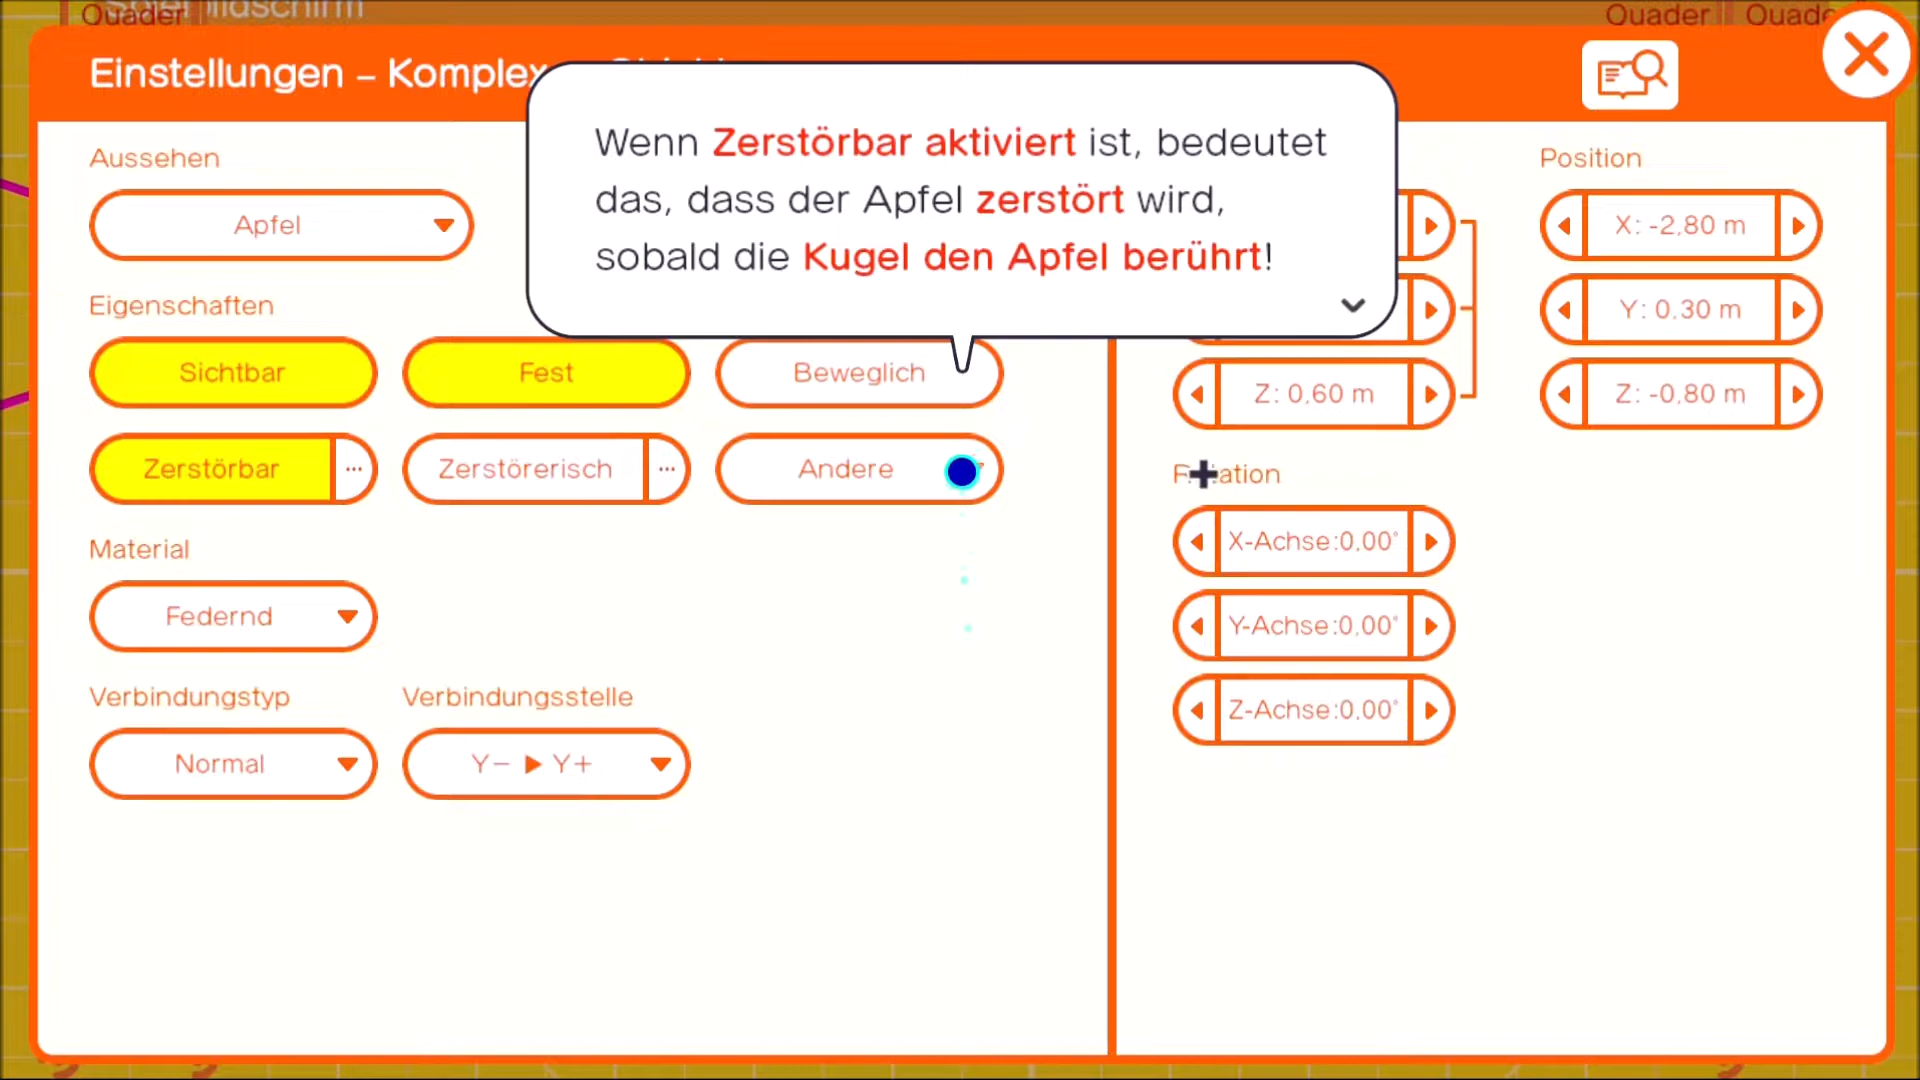 Quader
Quader
Einstellungen – Komplex
Wenn Zerstörbar aktiviert ist, bedeutet
das, dass der Apfel zerstört wird,
sobald die Kugel den Apfel berührt!
Aussehen
Apfel
Eigenschaften
Sichtbar
Fest
Beweglich
Zerstörbar
...
Zerstörerisch
...
Andere
Material
Federnd
Verbindungstyp
Verbindungsstelle
Normal
Y– ▶ Y+
Z: 0,60 m
Position
X: -2,80 m
Y: 0,30 m
Z: -0,80 m
X-Achse:0,00°
Y-Achse:0,00°
Z-Achse:0,00°